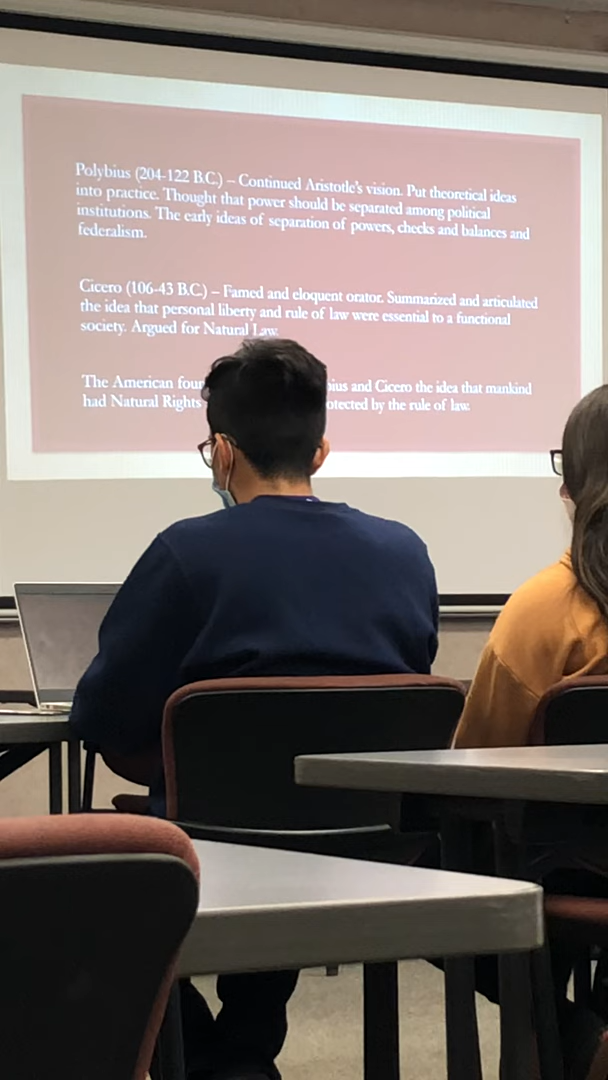 Polybius (204-122 B.C.) – Continued Aristotle's vision. Put theoretical ideas
into practice. Thought that power should be separated among political
institutions. The early ideas of separation of powers, checks and balances and
federalism.
Cicero (106-43 B.C.) – Famed and eloquent orator. Summarized and articulated
the idea that personal liberty and rule of law were essential to a functional
society. Argued for Natural Law.
The American and Cicero the idea that mankind
had Natural Rights by the rule of law.